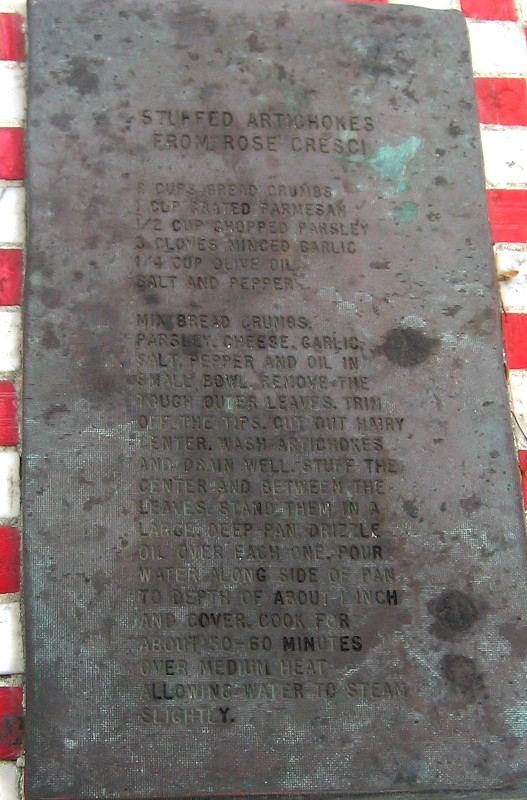 STUFFED ARTICHOKES
FROM ROSE CRESCI
CUPS BREAD CRUMBS
1 CUP GRATED PARMESAN
1/2 CUP CHOPPED PARSLEY
3 CLOVES MINCED GARLIC
1/4 CUP OLIVE OIL
SALT AND PEPPER
MIX BREAD CRUMBS,
PARSLEY, CHEESE, GARLIC,
SALT, PEPPER AND OIL IN
SMALL BOWL. REMOVE THE
TOUGH OUTER LEAVES. TRIM
OFF THE TIPS. CUT OUT HAIRY
CENTER. WASH ARTICHOKES
AND DRAIN WELL. STUFF THE
CENTER AND BETWEEN THE
LEAVES. STAND THEM IN A
LARGE, DEEP PAN. DRIZZLE
OIL OVER EACH ONE. POUR
WATER ALONG SIDE OF PAN
TO DEPTH OF ABOUT 1 INCH
AND COVER. COOK FOR
ABOUT 50-60 MINUTES
OVER MEDIUM HEAT
ALLOWING WATER TO STEAM
SLIGHTLY.